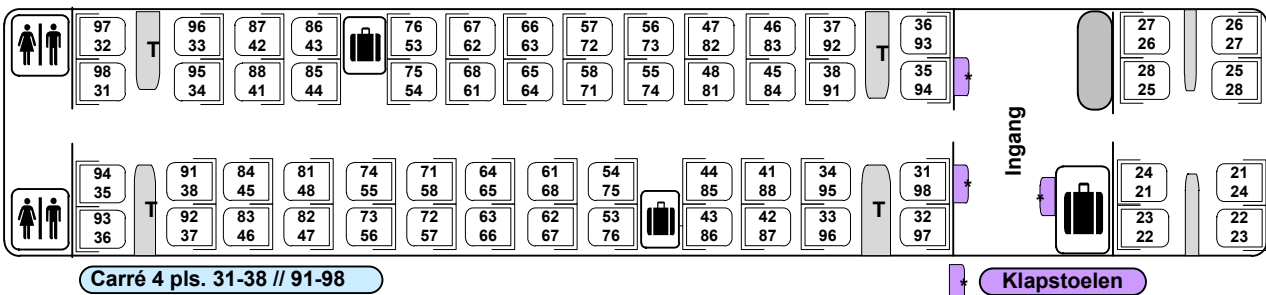 97 96 87 86 76 67 66 57 56 47 46 37 36 27 26
32 33 42 43 53 62 63 72 73 82 83 92 93 26 27
T T
98 95 88 85 75 68 65 58 55 48 45 38 35 * 28 25
31 34 41 44 54 61 64 71 74 81 84 91 94 25 28
Ingang
94 91 84 81 74 71 64 61 54 44 41 34 31 * 24 21
35 38 45 48 55 58 65 68 75 85 88 95 98 21 24
T T *
93 92 83 82 73 72 63 62 53 43 42 33 32 23 22
36 37 46 47 56 57 66 67 76 86 87 96 97 22 23
Carré 4 pls. 31-38 // 91-98
* Klapstoelen